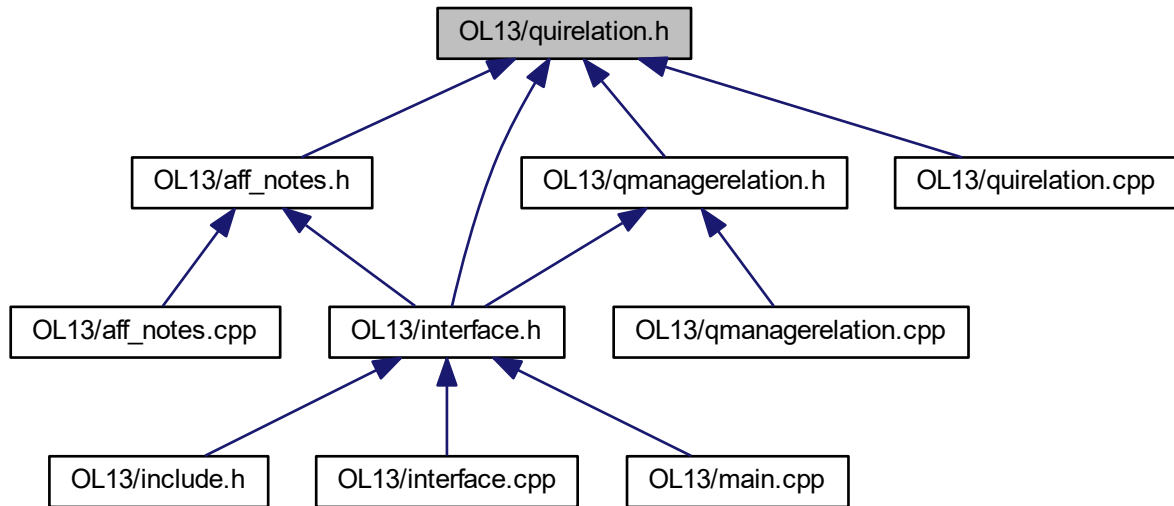 OL13/quirelation.h
OL13/aff_notes.h
OL13/qmanagerelation.h
OL13/quirelation.cpp
OL13/aff_notes.cpp
OL13/interface.h
OL13/qmanagerelation.cpp
OL13/include.h
OL13/interface.cpp
OL13/main.cpp